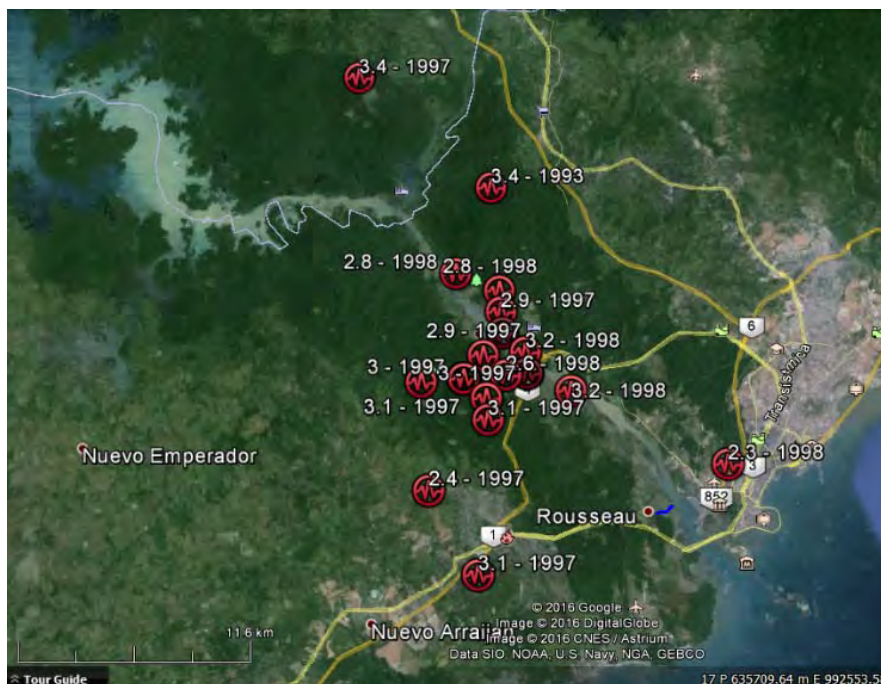 3.4 - 1997
3.4 - 1993
2.8 - 1998
2.8 - 1998
2.9 - 1997
2.9 - 1997
3.2 - 1998
2.6 - 1998
3 - 1997
3 - 1997
3.2 - 1998
3.1 - 1997
3.1 - 1997
6
Transistmica
Nuevo Emperador
2.3 - 1998
3
2.4 - 1997
852
Rousseau
1
3.1 - 1997
© 2016 Google
Nuevo Arraijan
Image © 2016 DigitalGlobe
Image © 2016 CNES / Astrium
Data SIO, NOAA, U.S. Navy, NGA, GEBCO
11.6 km
Tour Guide
17 P 635709.64 m E 992553.5